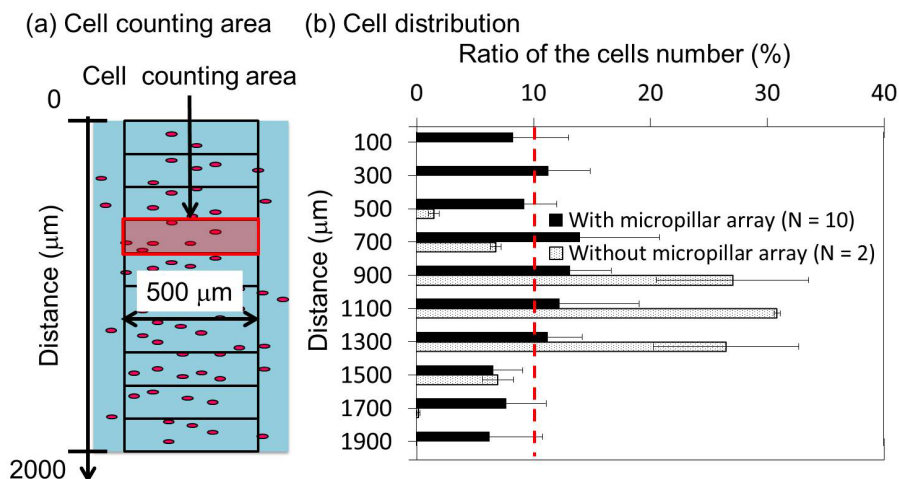 (a) Cell counting area
Cell counting area
0
Distance (μm)
500 μm
2000
(b) Cell distribution
Ratio of the cells number (%)
0 10 20 30 40
Distance (μm)
100
300
500
700
900
1100
1300
1500
1700
1900
With micropillar array (N = 10)
Without micropillar array (N = 2)